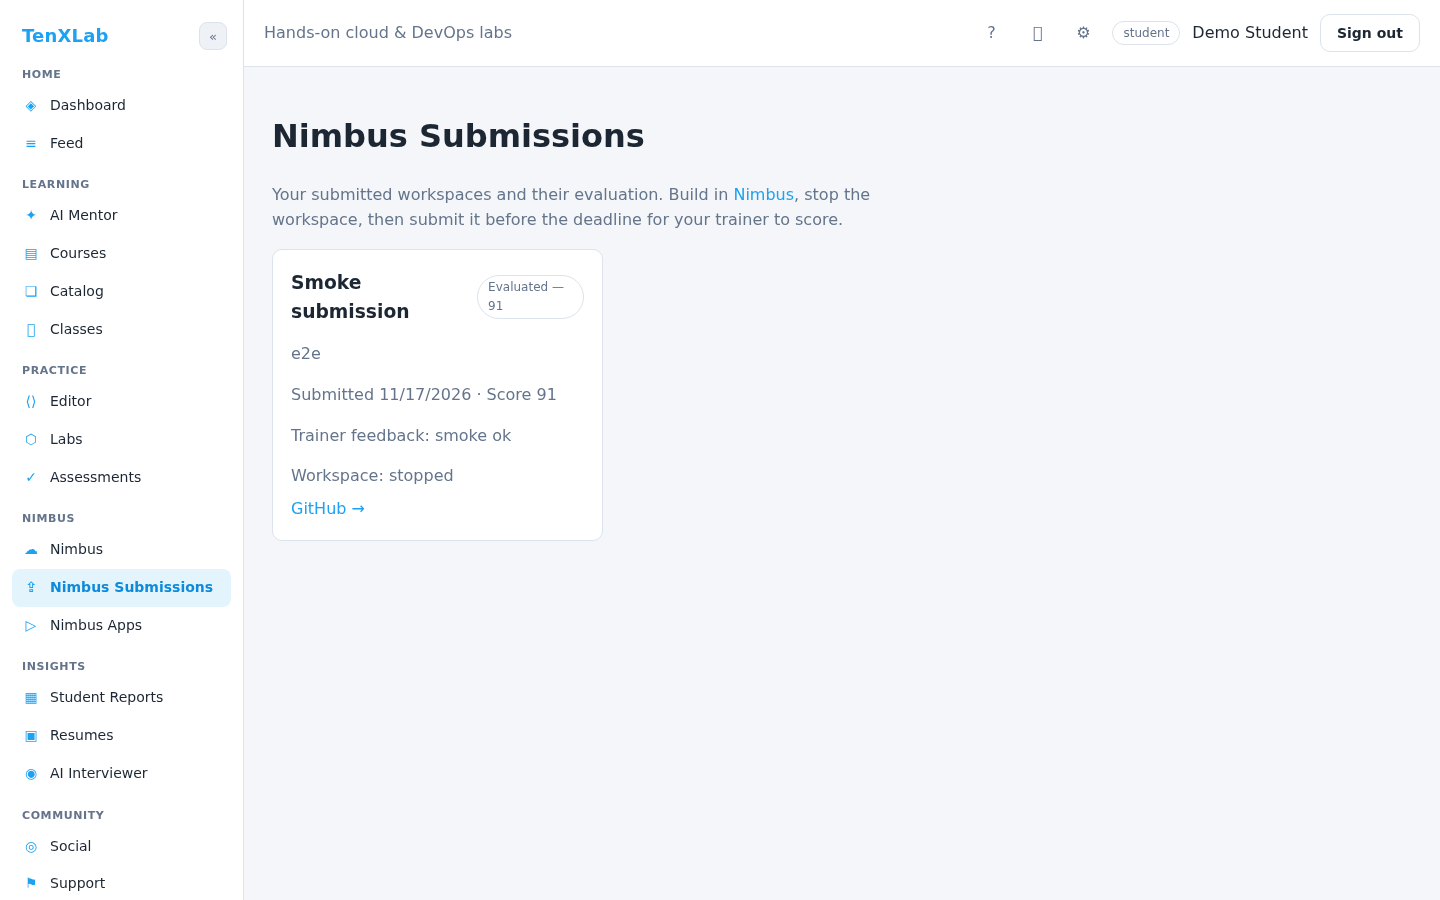 TenXLab
«
HOME
Dashboard
Feed
LEARNING
AI Mentor
Courses
Catalog
Classes
PRACTICE
Editor
Labs
Assessments
NIMBUS
Nimbus
Nimbus Submissions
Nimbus Apps
INSIGHTS
Student Reports
Resumes
AI Interviewer
COMMUNITY
Social
Support
Hands-on cloud & DevOps labs
?
student
Demo Student
Sign out
Nimbus Submissions
Your submitted workspaces and their evaluation. Build in Nimbus, stop the
workspace, then submit it before the deadline for your trainer to score.
Smoke
submission
Evaluated —
91
e2e
Submitted 11/17/2026 · Score 91
Trainer feedback: smoke ok
Workspace: stopped
GitHub →